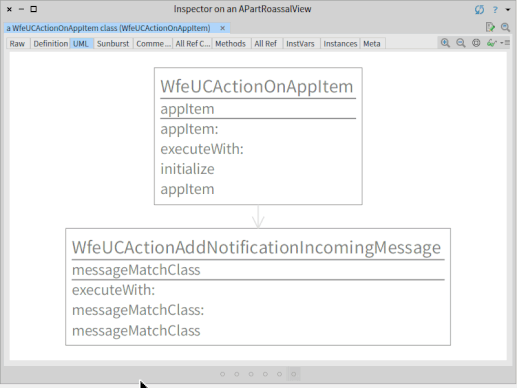 Inspector on an APartRoassalView
a WfeUCActionOnAppItem class (WfeUCActionOnAppItem)
Raw Definition UML Sunburst Comme ... All Ref C... Methods All Ref InstVars Instances Meta
WfeUCActionOnAppItem
appItem
appItem:
executeWith:
initialize
appItem
WfeUCActionAddNotificationIncomingMessage
messageMatchClass
executeWith:
messageMatchClass:
messageMatchClass